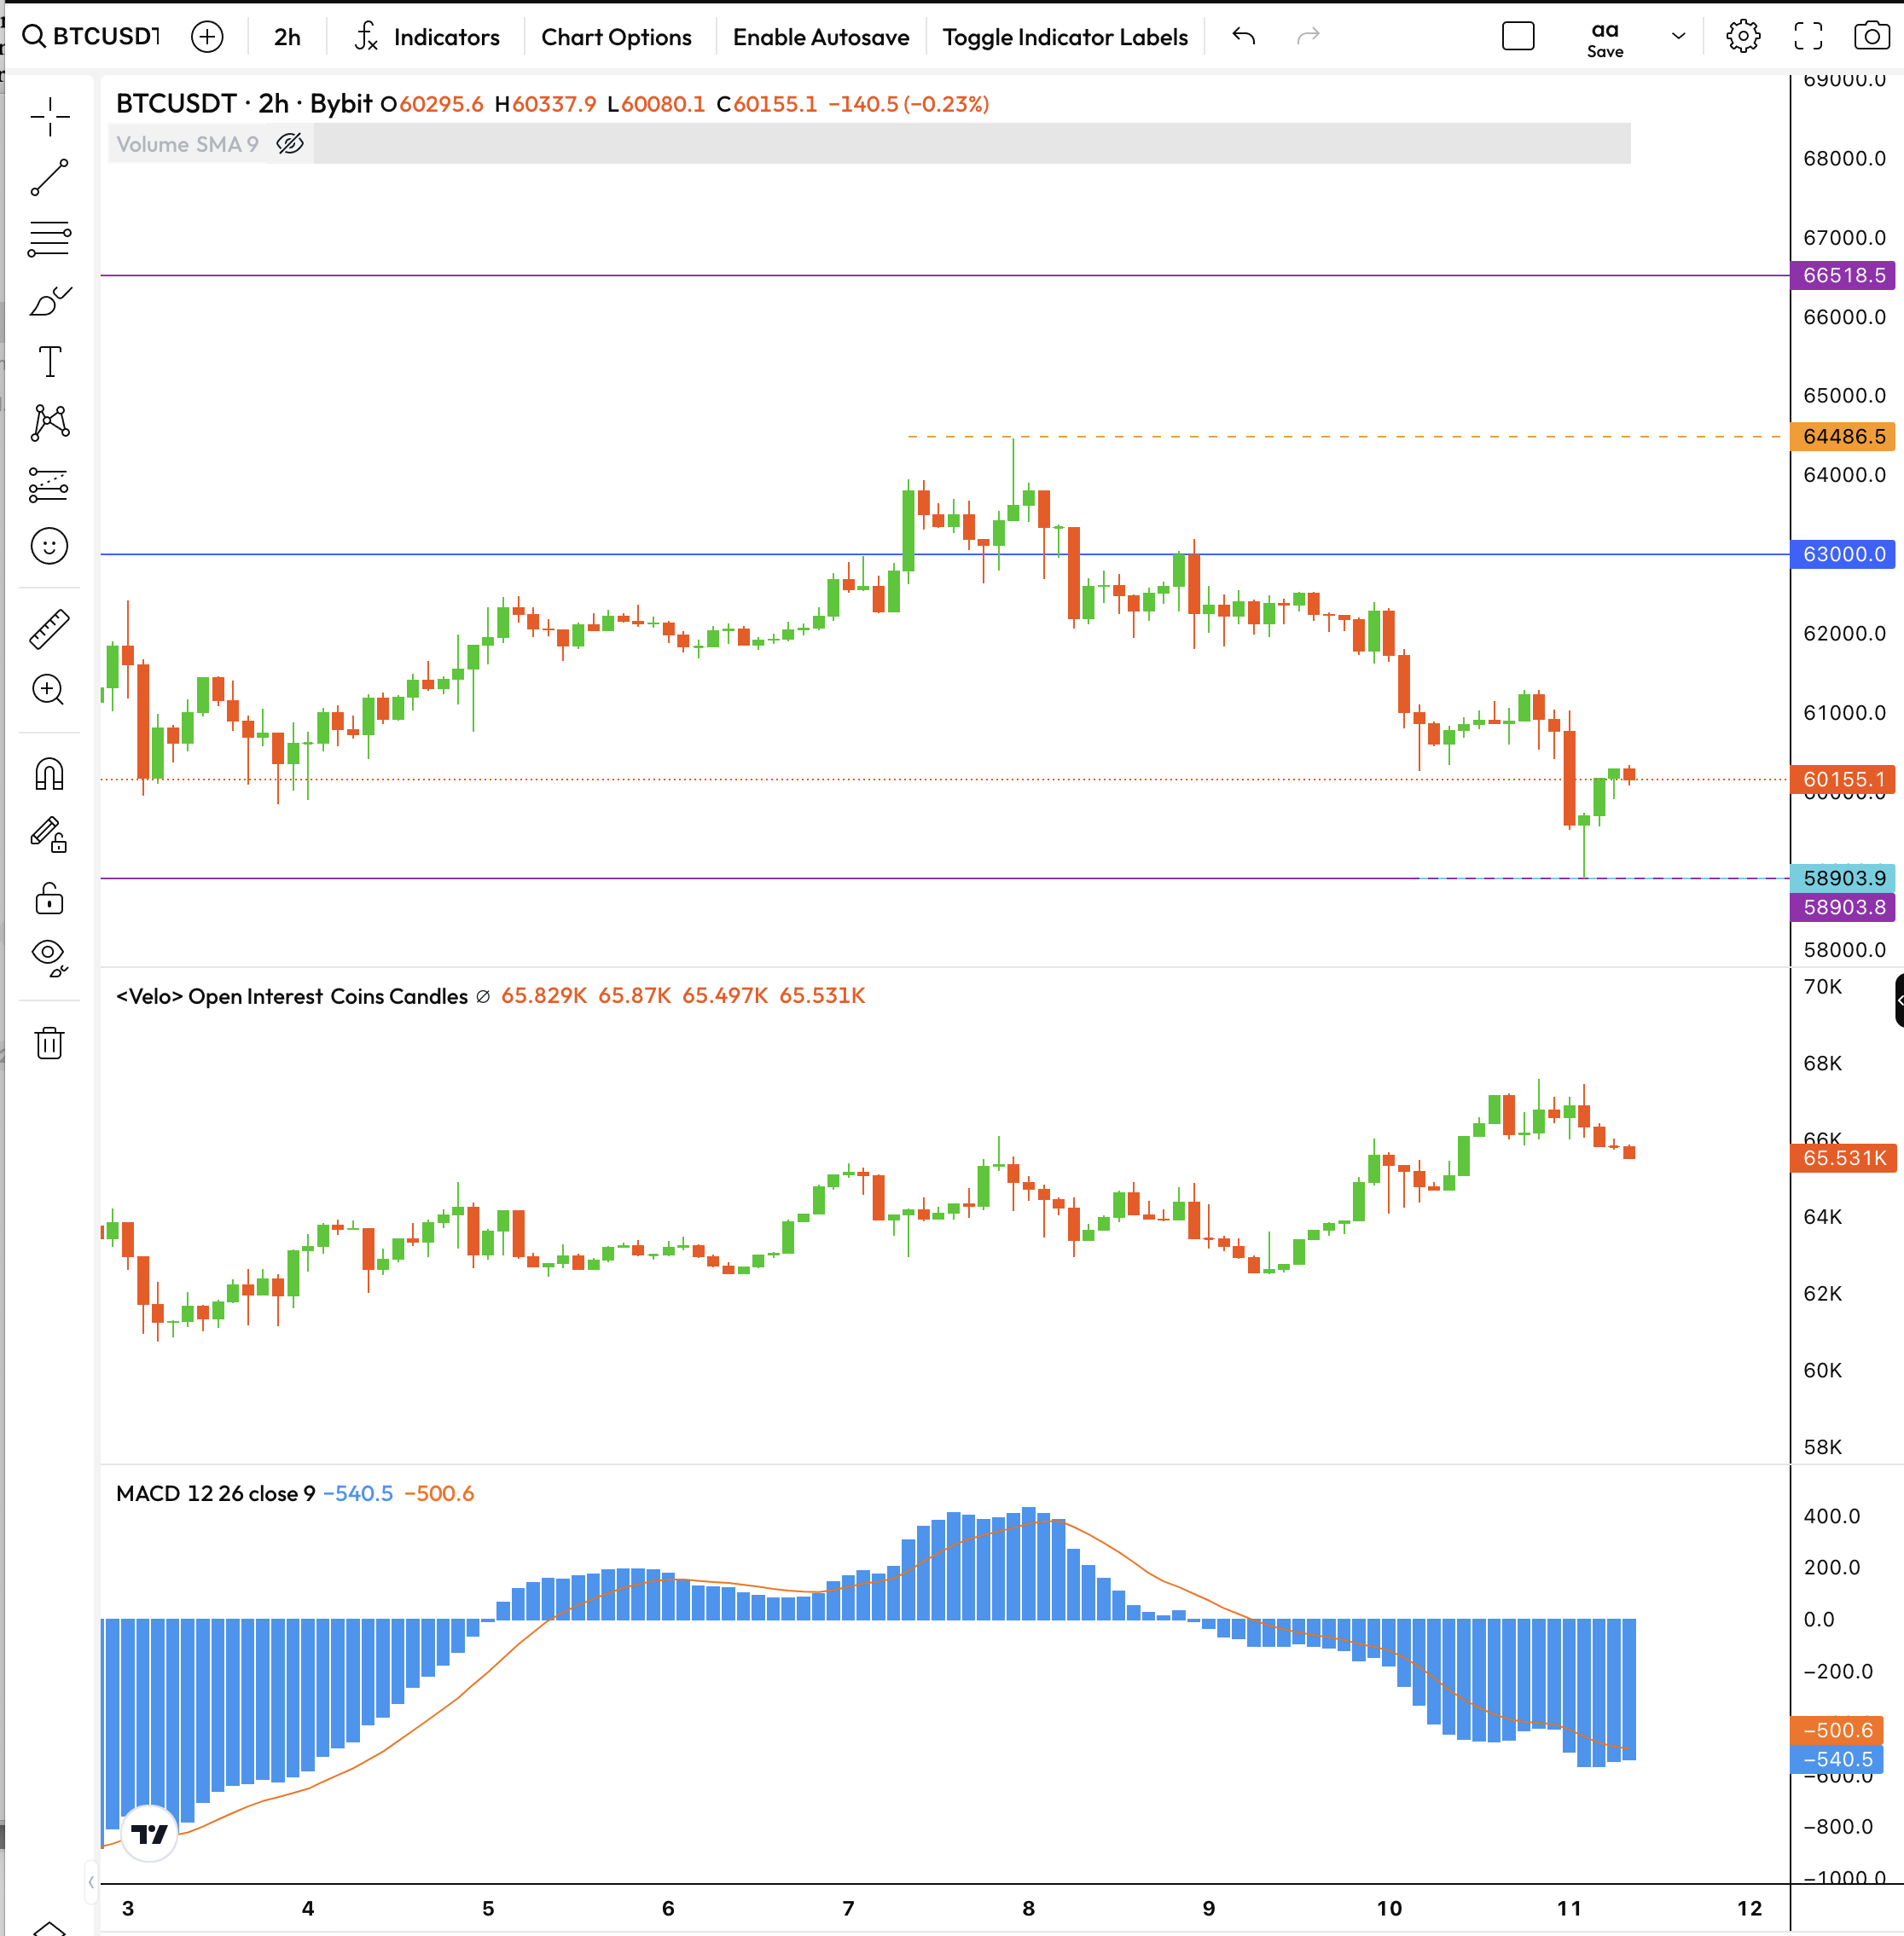 BTCUSDT
2h
Indicators
Chart Options
Enable Autosave
Toggle Indicator Labels
aa
Save
BTCUSDT · 2h · Bybit O60295.6 H60337.9 L60080.1 C60155.1 −140.5 (−0.23%)
Volume SMA 9
69000.0
68000.0
67000.0
66518.5
66000.0
65000.0
64486.5
64000.0
63000.0
62000.0
61000.0
60155.1
60000.0
58903.9
58903.8
58000.0
<Velo> Open Interest Coins Candles ∅ 65.829K 65.87K 65.497K 65.531K
70K
68K
66K
65.531K
64K
62K
60K
58K
MACD 12 26 close 9 −540.5 −500.6
400.0
200.0
0.0
−200.0
−500.6
−540.5
−600.0
−800.0
−1000.0
3 4 5 6 7 8 9 10 11 12